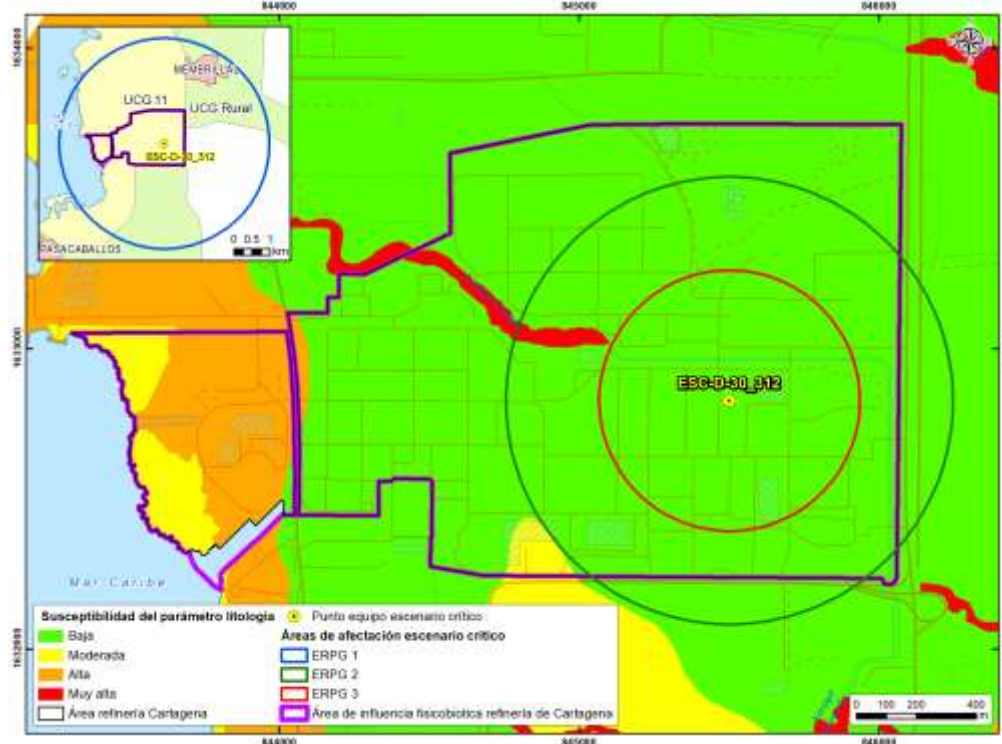 844000
845000
846000
1634000
1633000
1632000
MEMBRILLAL
UCG 11
UCG Rural
ESC-D-30_312
PASACABALLOS
0 0.5 1
km
ESC-D-30_312
Mar Caribe
Susceptibilidad del parámetro litología
Baja
Moderada
Alta
Muy alta
Área refinería Cartagena
Punto equipo escenario crítico
Áreas de afectación escenario crítico
ERPG 1
ERPG 2
ERPG 3
Área de influencia fisicobiotica refinería de Cartagena
0 100 200 400
m
844000
845000
846000